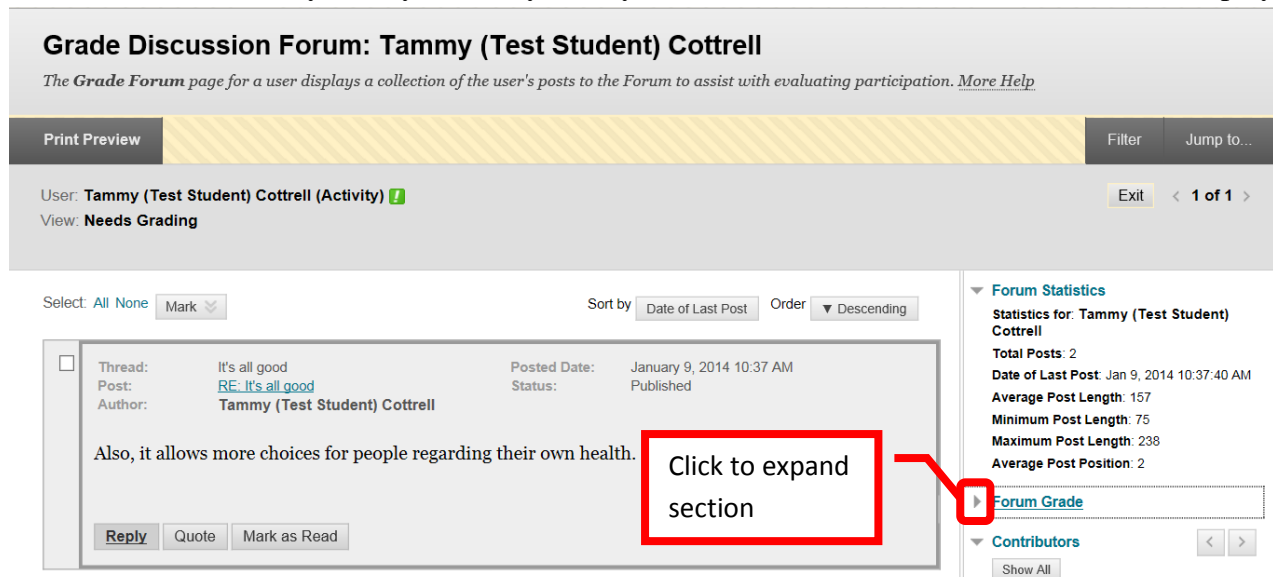 Grade Discussion Forum: Tammy (Test Student) Cottrell
The Grade Forum page for a user displays a collection of the user's posts to the Forum to assist with evaluating participation. More Help
Print Preview
Filter
Jump to...
User: Tammy (Test Student) Cottrell (Activity) !
View: Needs Grading
Exit < 1 of 1 >
Select: All None Mark
Sort by Date of Last Post Order ▼ Descending
Thread: It's all good
Posted Date: January 9, 2014 10:37 AM
Post: RE: It's all good
Status: Published
Author: Tammy (Test Student) Cottrell
Also, it allows more choices for people regarding their own health.
Reply Quote Mark as Read
Click to expand
section
Forum Statistics
Statistics for: Tammy (Test Student)
Cottrell
Total Posts: 2
Date of Last Post: Jan 9, 2014 10:37:40 AM
Average Post Length: 157
Minimum Post Length: 75
Maximum Post Length: 238
Average Post Position: 2
Forum Grade
Contributors < >
Show All